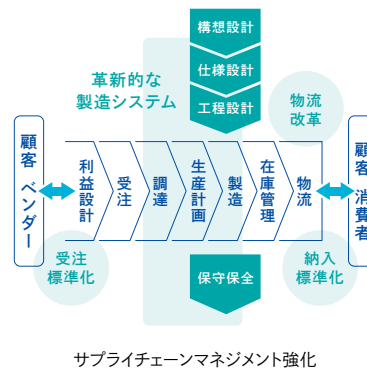 構想設計
仕様設計
工程設計
革新的な
製造システム
物流
改革
顧客 ベンダー
利益設計
受注
調達
生産計画
製造
在庫管理
物流
顧客 消費者
受注
標準化
保守保全
納入
標準化
サプライチェーンマネジメント強化